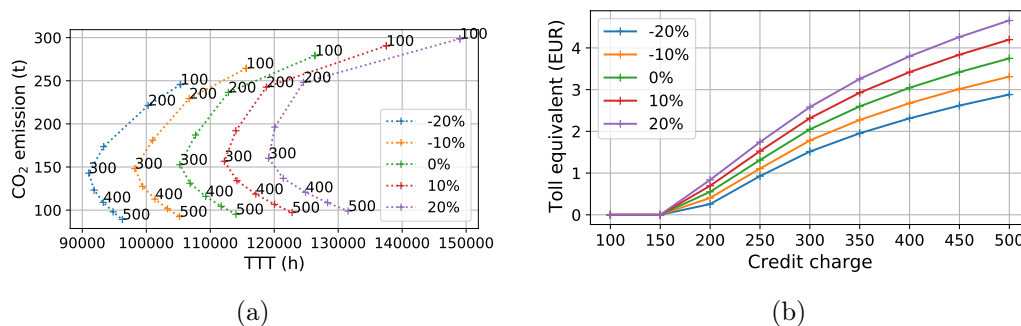 300
250
200
150
100
CO₂ emission (t)
100 100 100 100 100
200 200 200 200 200
300 300 300 300 300
400 400 400 400 400
500 500 500 500 500
-20%
-10%
0%
10%
20%
90000 100000 110000 120000 130000 140000 150000
TTT (h)
(a)
4
3
2
1
0
Toll equivalent (EUR)
-20%
-10%
0%
10%
20%
100 150 200 250 300 350 400 450 500
Credit charge
(b)